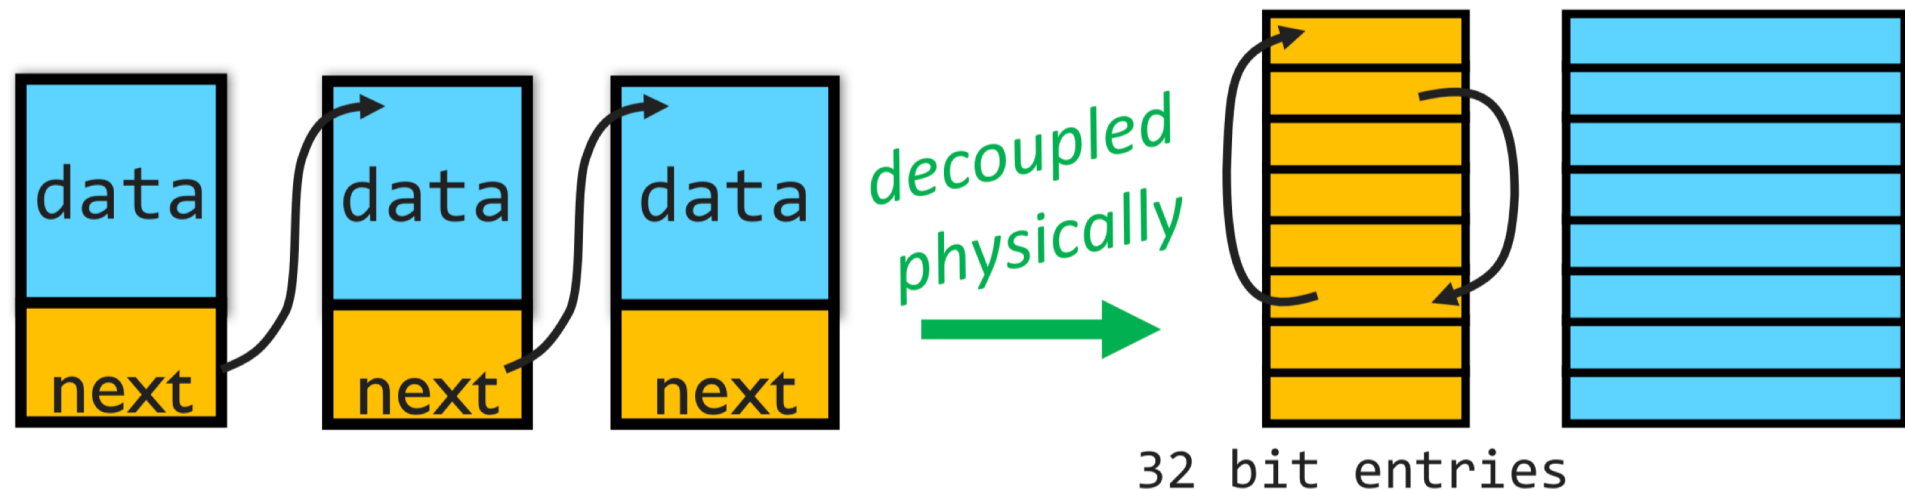 data
next
data
next
data
next
decoupled
physically
32 bit entries